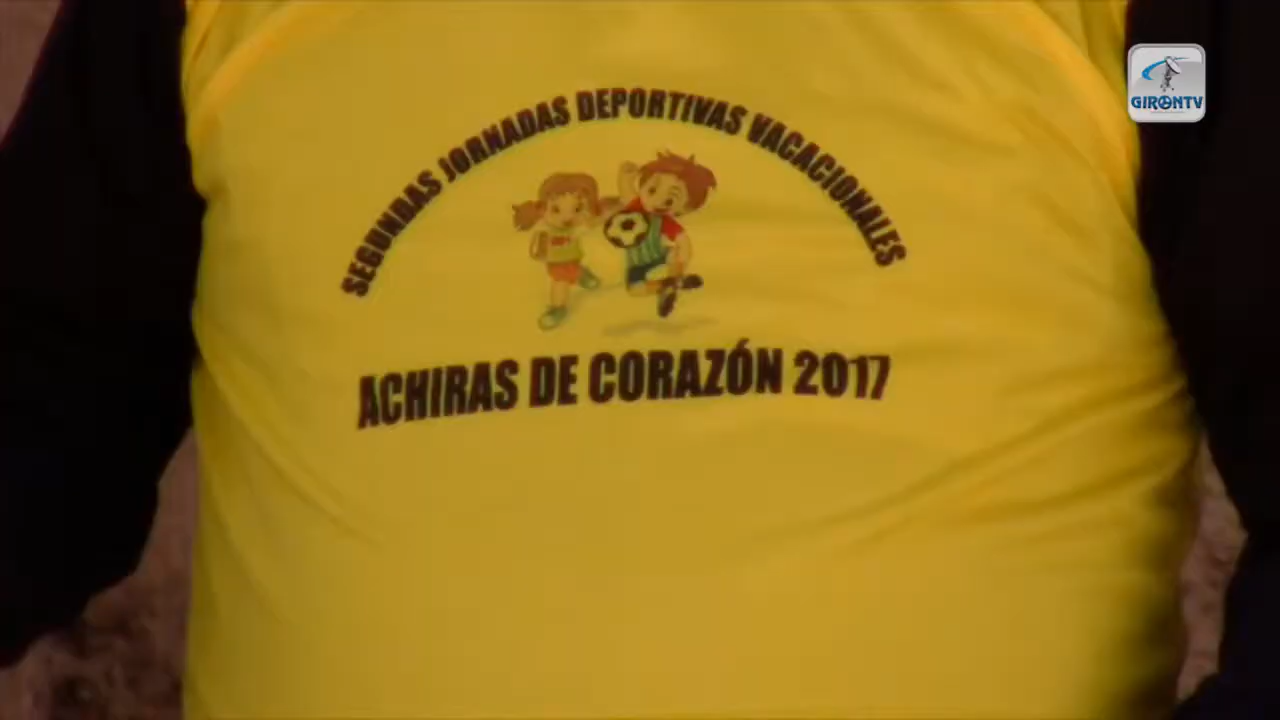 SEGUNDAS JORNADAS DEPORTIVAS VACACIONALES
ACHIRAS DE CORAZÓN 2017
GIRONTV